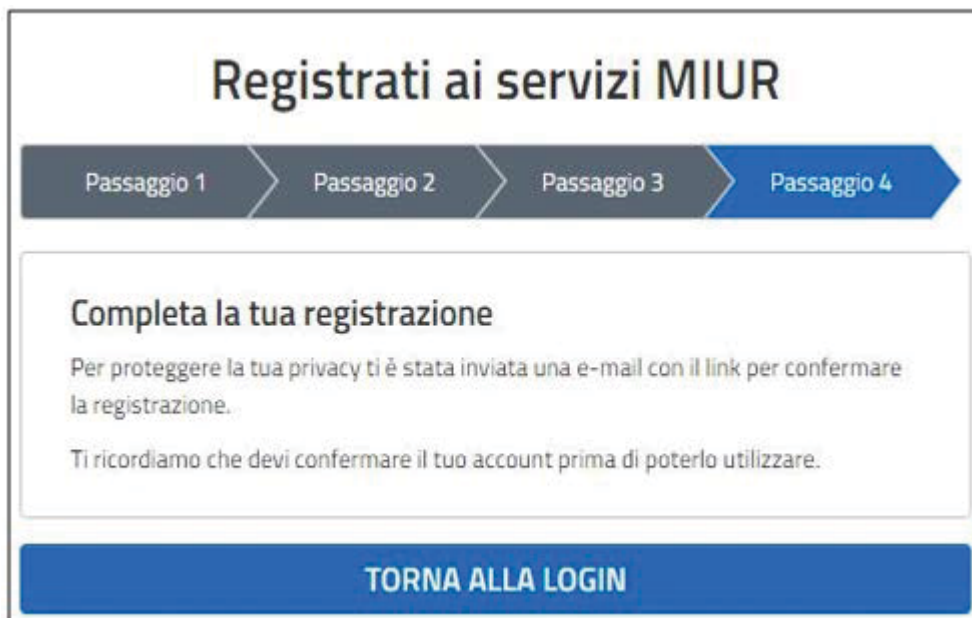 Registrati ai servizi MIUR
Passaggio 1 Passaggio 2 Passaggio 3 Passaggio 4
Completa la tua registrazione
Per proteggere la tua privacy ti è stata inviata una e-mail con il link per confermare
la registrazione.
Ti ricordiamo che devi confermare il tuo account prima di poterlo utilizzare.
TORNA ALLA LOGIN